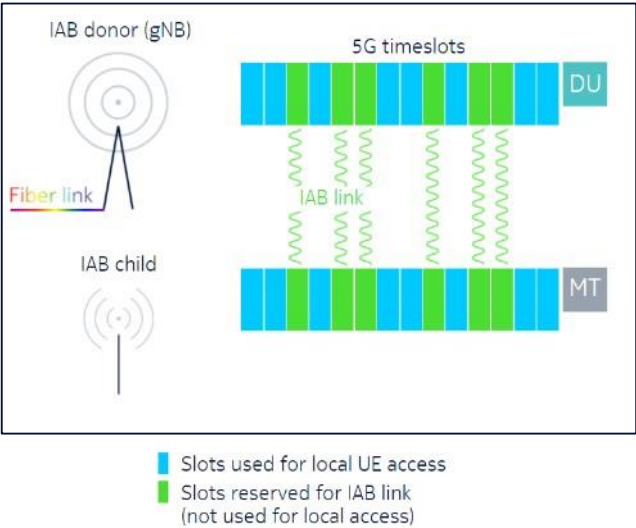 IAB donor (gNB)
5G timeslots
DU
Fiber link
IAB link
IAB child
MT
Slots used for local UE access
Slots reserved for IAB link
(not used for local access)